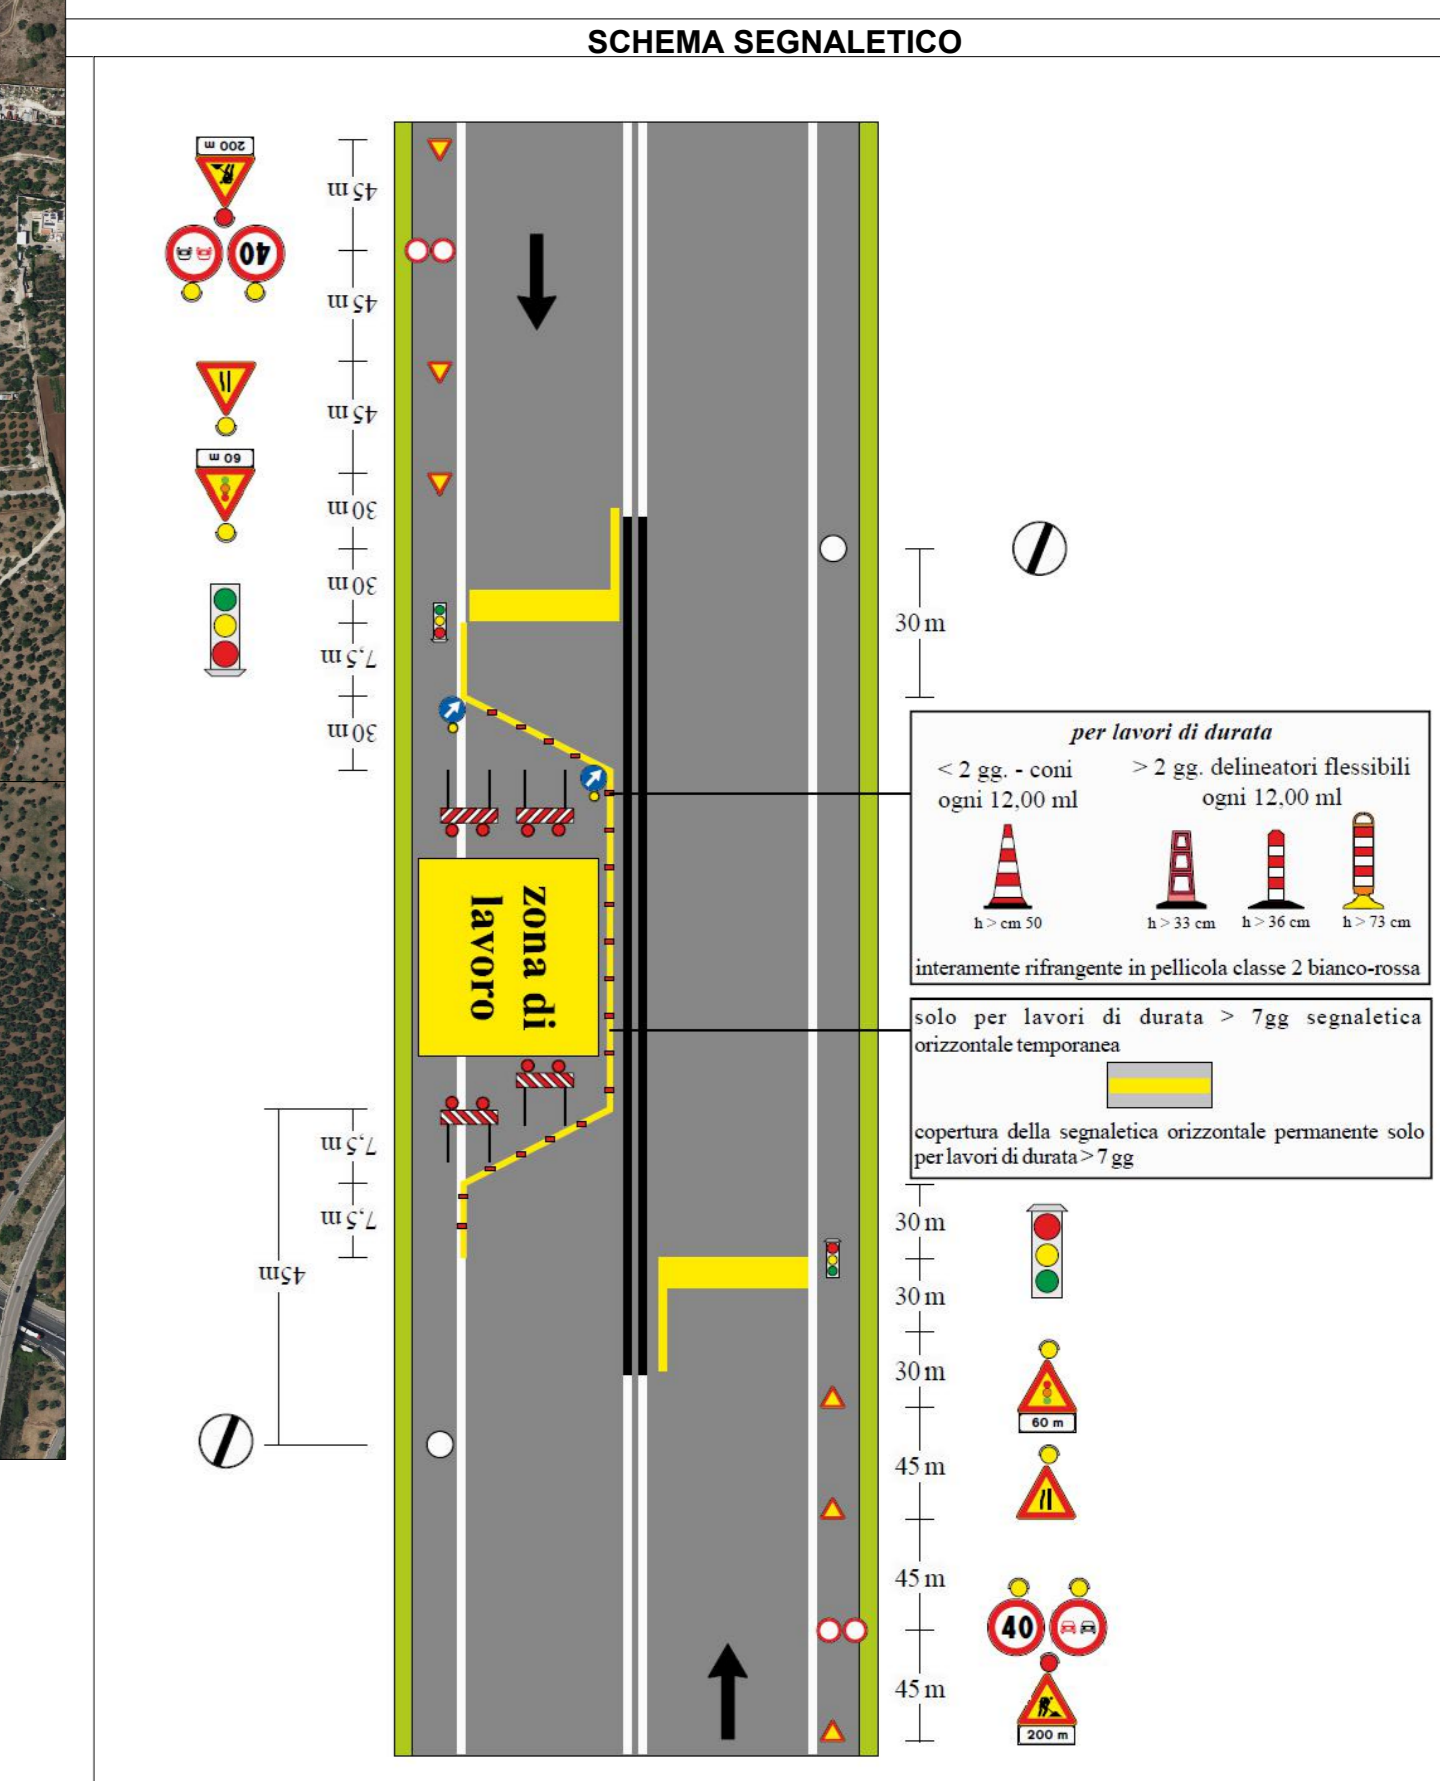 SCHEMA SEGNALETICO
200 m
45 m
40
45 m
45 m
60 m
30 m
30 m
7,5 m
30 m
30 m
per lavori di durata
< 2 gg. - coni
ogni 12,00 ml
> 2 gg. delineatori flessibili
ogni 12,00 ml
h > cm 50
h > 33 cm
h > 36 cm
h > 73 cm
interamente rifrangente in pellicola classe 2 bianco-rossa
zona di
lavoro
solo per lavori di durata > 7gg segnaletica
orizzontale temporanea
copertura della segnaletica orizzontale permanente solo
per lavori di durata > 7 gg
7,5 m
7,5 m
45m
30 m
30 m
30 m
60 m
45 m
45 m
40
45 m
200 m